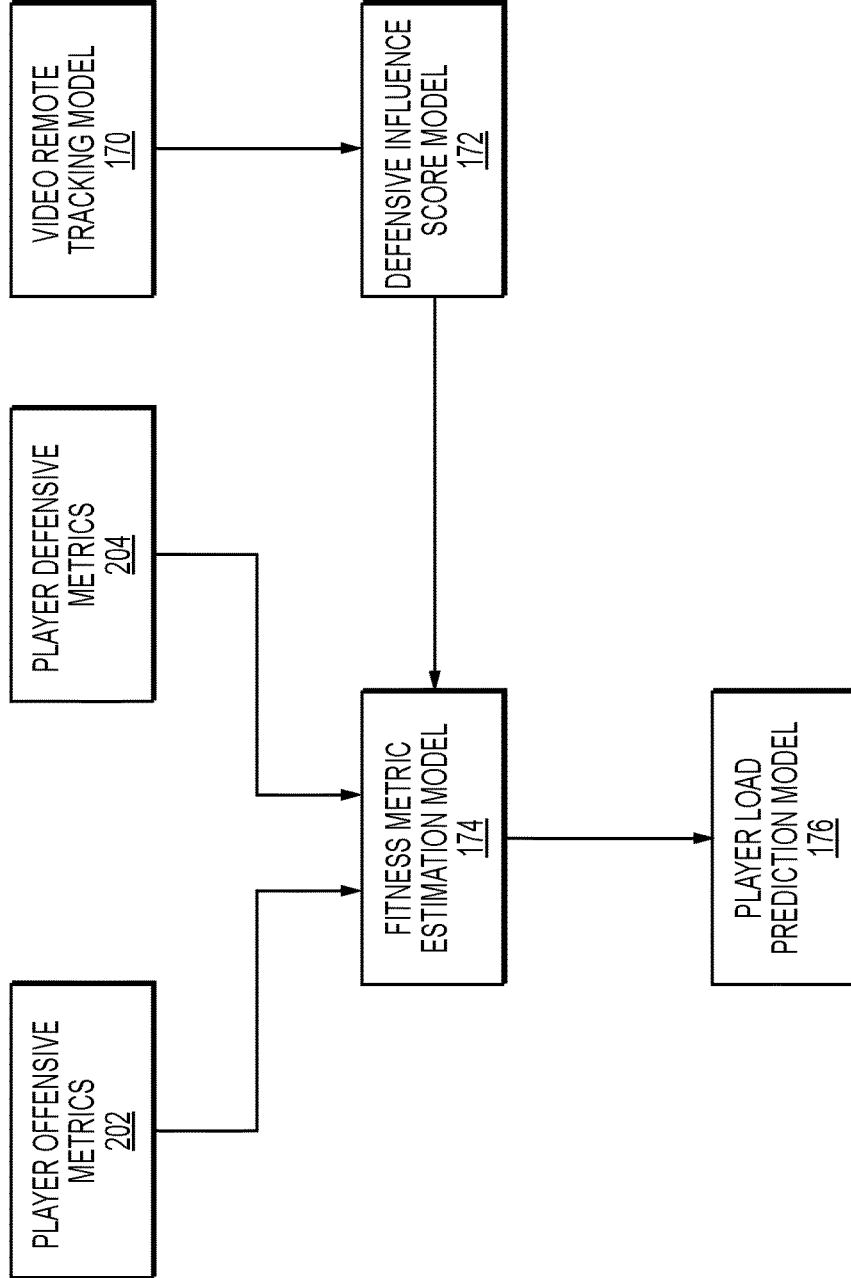 PLAYER OFFENSIVE
METRICS
202
PLAYER DEFENSIVE
METRICS
204
VIDEO REMOTE
TRACKING MODEL
170
FITNESS METRIC
ESTIMATION MODEL
174
DEFENSIVE INFLUENCE
SCORE MODEL
172
PLAYER LOAD
PREDICTION MODEL
176